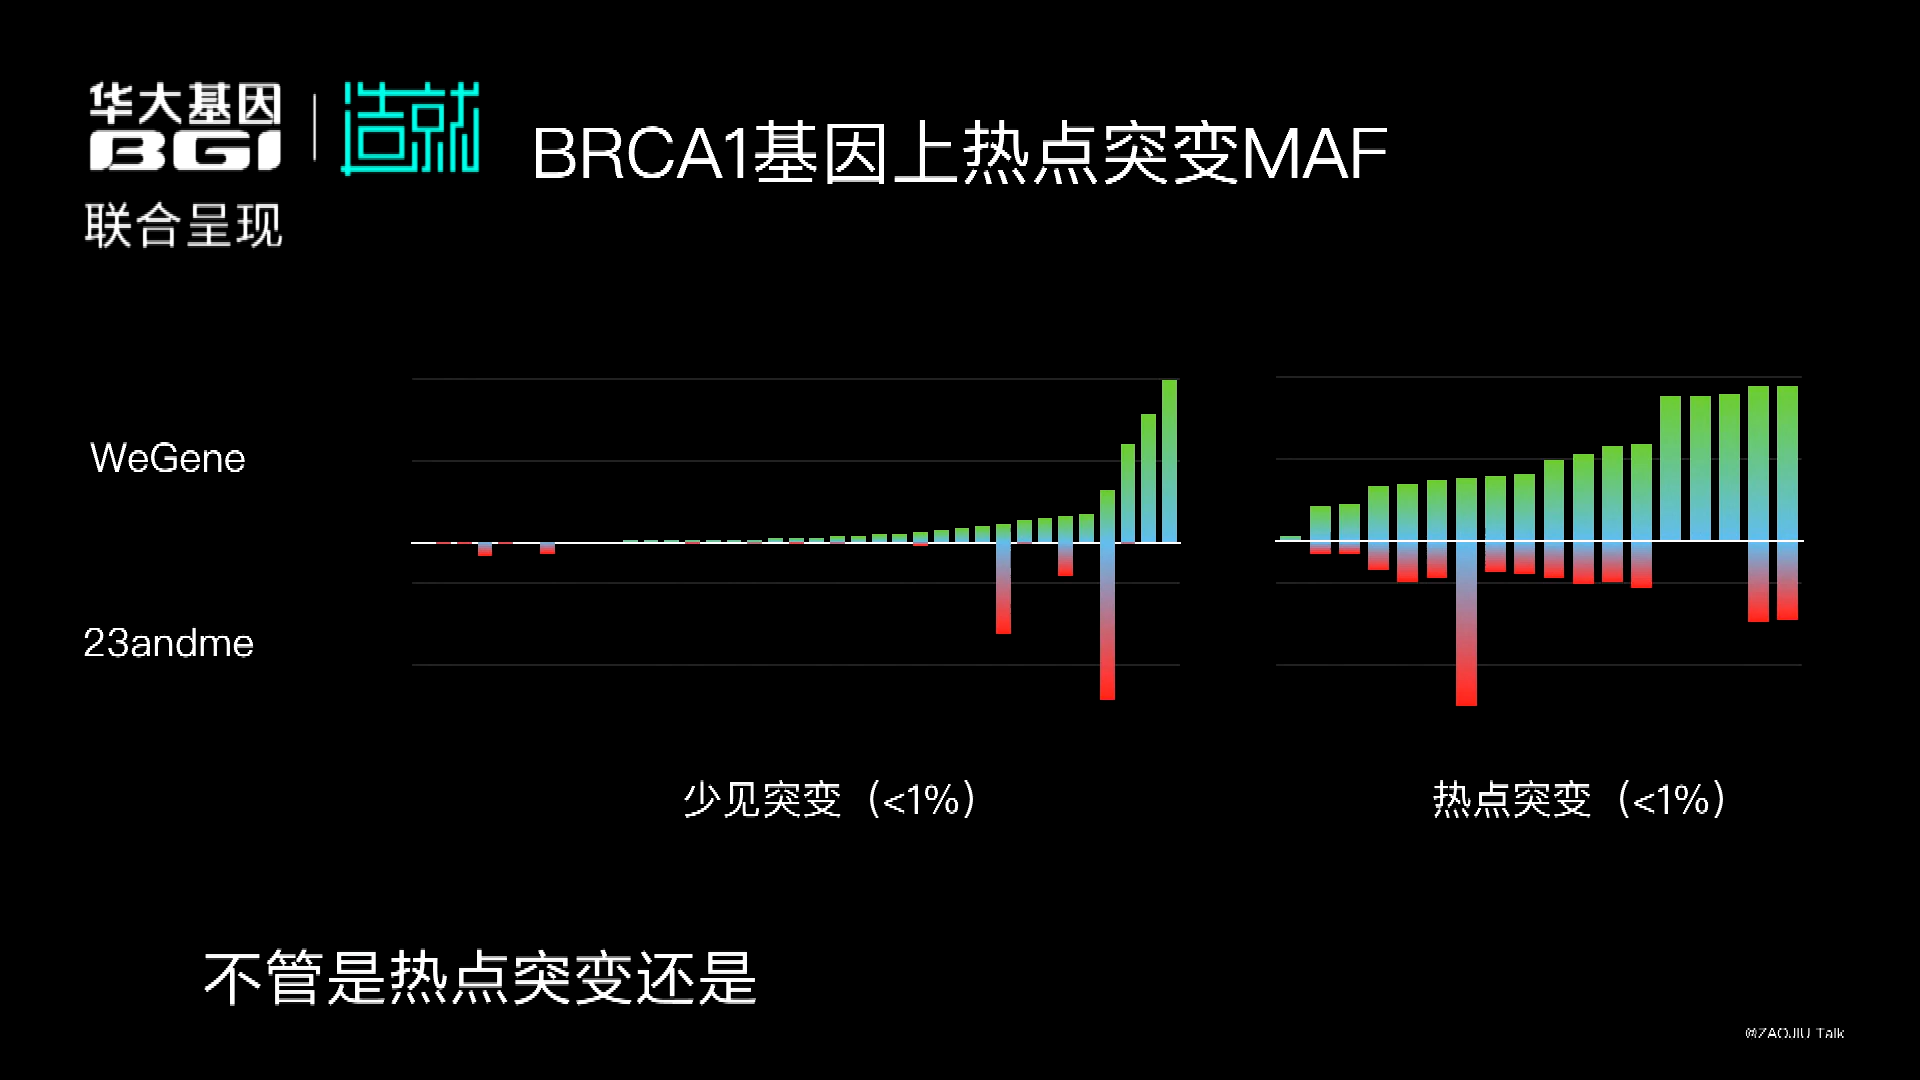 华大基因
BGI
造就
联合呈现
BRCA1基因上热点突变MAF
WeGene
23andme
少见突变（<1%）
热点突变（<1%）
不管是热点突变还是
@ZAOJIU Talk